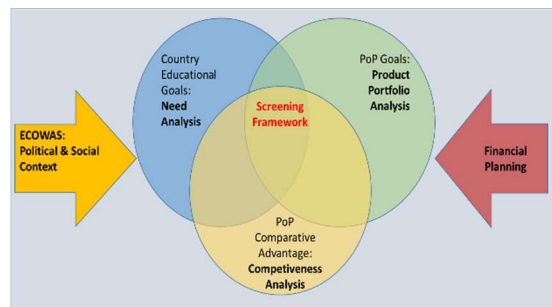 Country
Educational
Goals:
Need
Analysis
PoP Goals:
Product
Portfolio
Analysis
Screening
Framework
ECOWAS:
Political & Social
Context
Financial
Planning
PoP
Comparative
Advantage:
Competiveness
Analysis